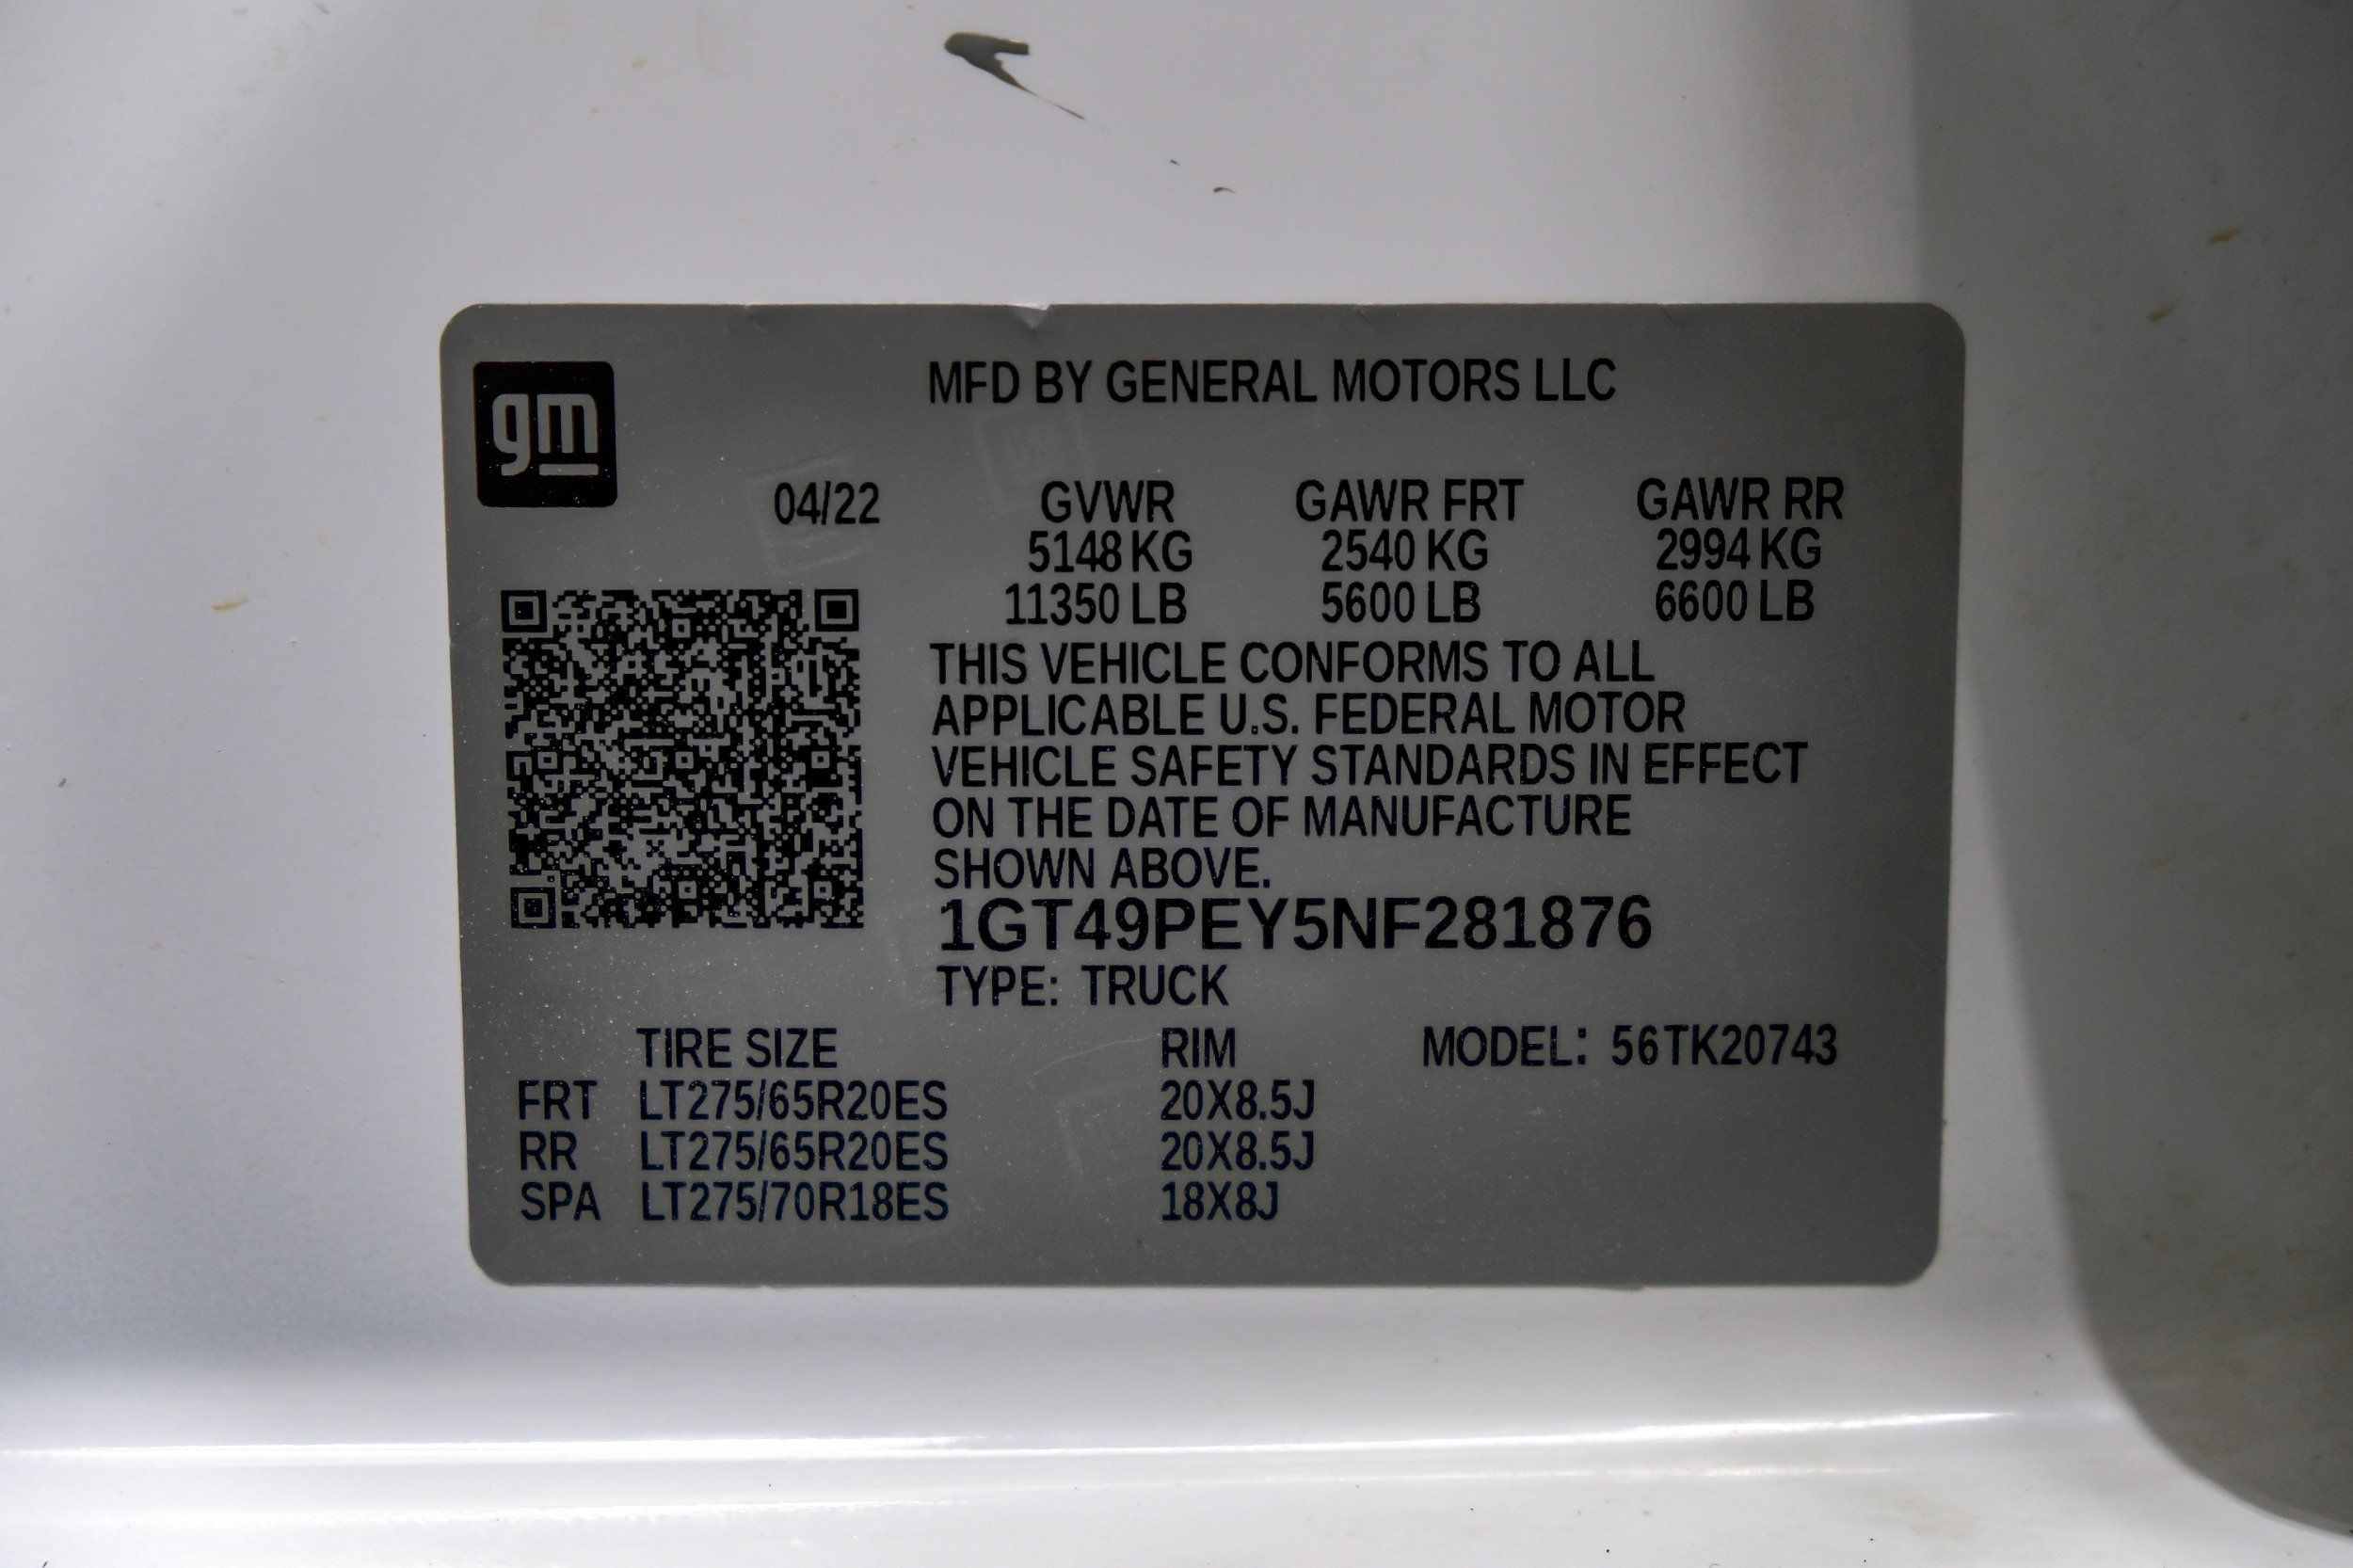 gm
MFD BY GENERAL MOTORS LLC
04/22 GVWR GAWR FRT GAWR RR
5148 KG 2540 KG 2994 KG
11350 LB 5600 LB 6600 LB
THIS VEHICLE CONFORMS TO ALL
APPLICABLE U.S. FEDERAL MOTOR
VEHICLE SAFETY STANDARDS IN EFFECT
ON THE DATE OF MANUFACTURE
SHOWN ABOVE.
1GT49PEY5NF281876
TYPE: TRUCK
TIRE SIZE RIM MODEL: 56TK20743
FRT LT275/65R20ES 20X8.5J
RR LT275/65R20ES 20X8.5J
SPA LT275/70R18ES 18X8J